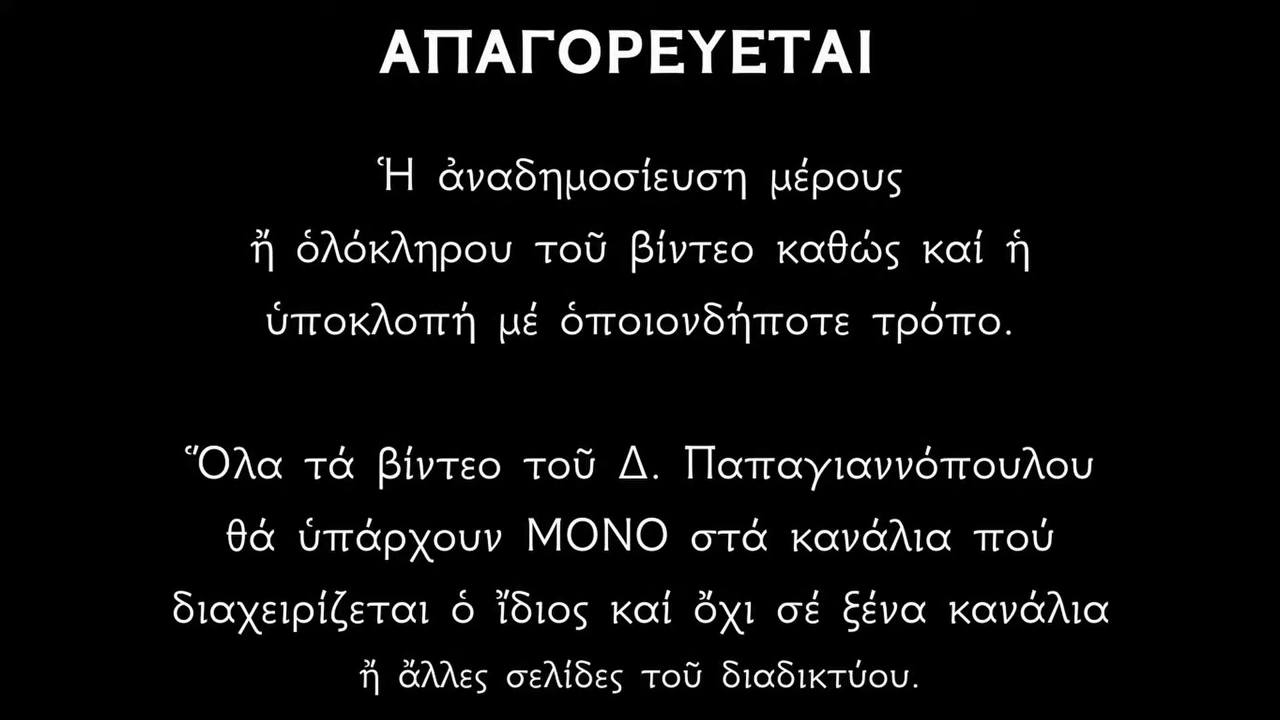 ΑΠΑΓΟΡΕΥΕΤΑΙ
Ἡ ἀναδημοσίευση μέρους
ἤ ὁλόκληρου τοῦ βίντεο καθώς καί ἡ
ὑποκλοπή μέ ὁποιονδήποτε τρόπο.
Ὅλα τά βίντεο τοῦ Δ. Παπαγιαννόπουλου
θά ὑπάρχουν ΜΟΝΟ στά κανάλια πού
διαχειρίζεται ὁ ἴδιος καί ὄχι σέ ξένα κανάλια
ἤ ἄλλες σελίδες τοῦ διαδικτύου.